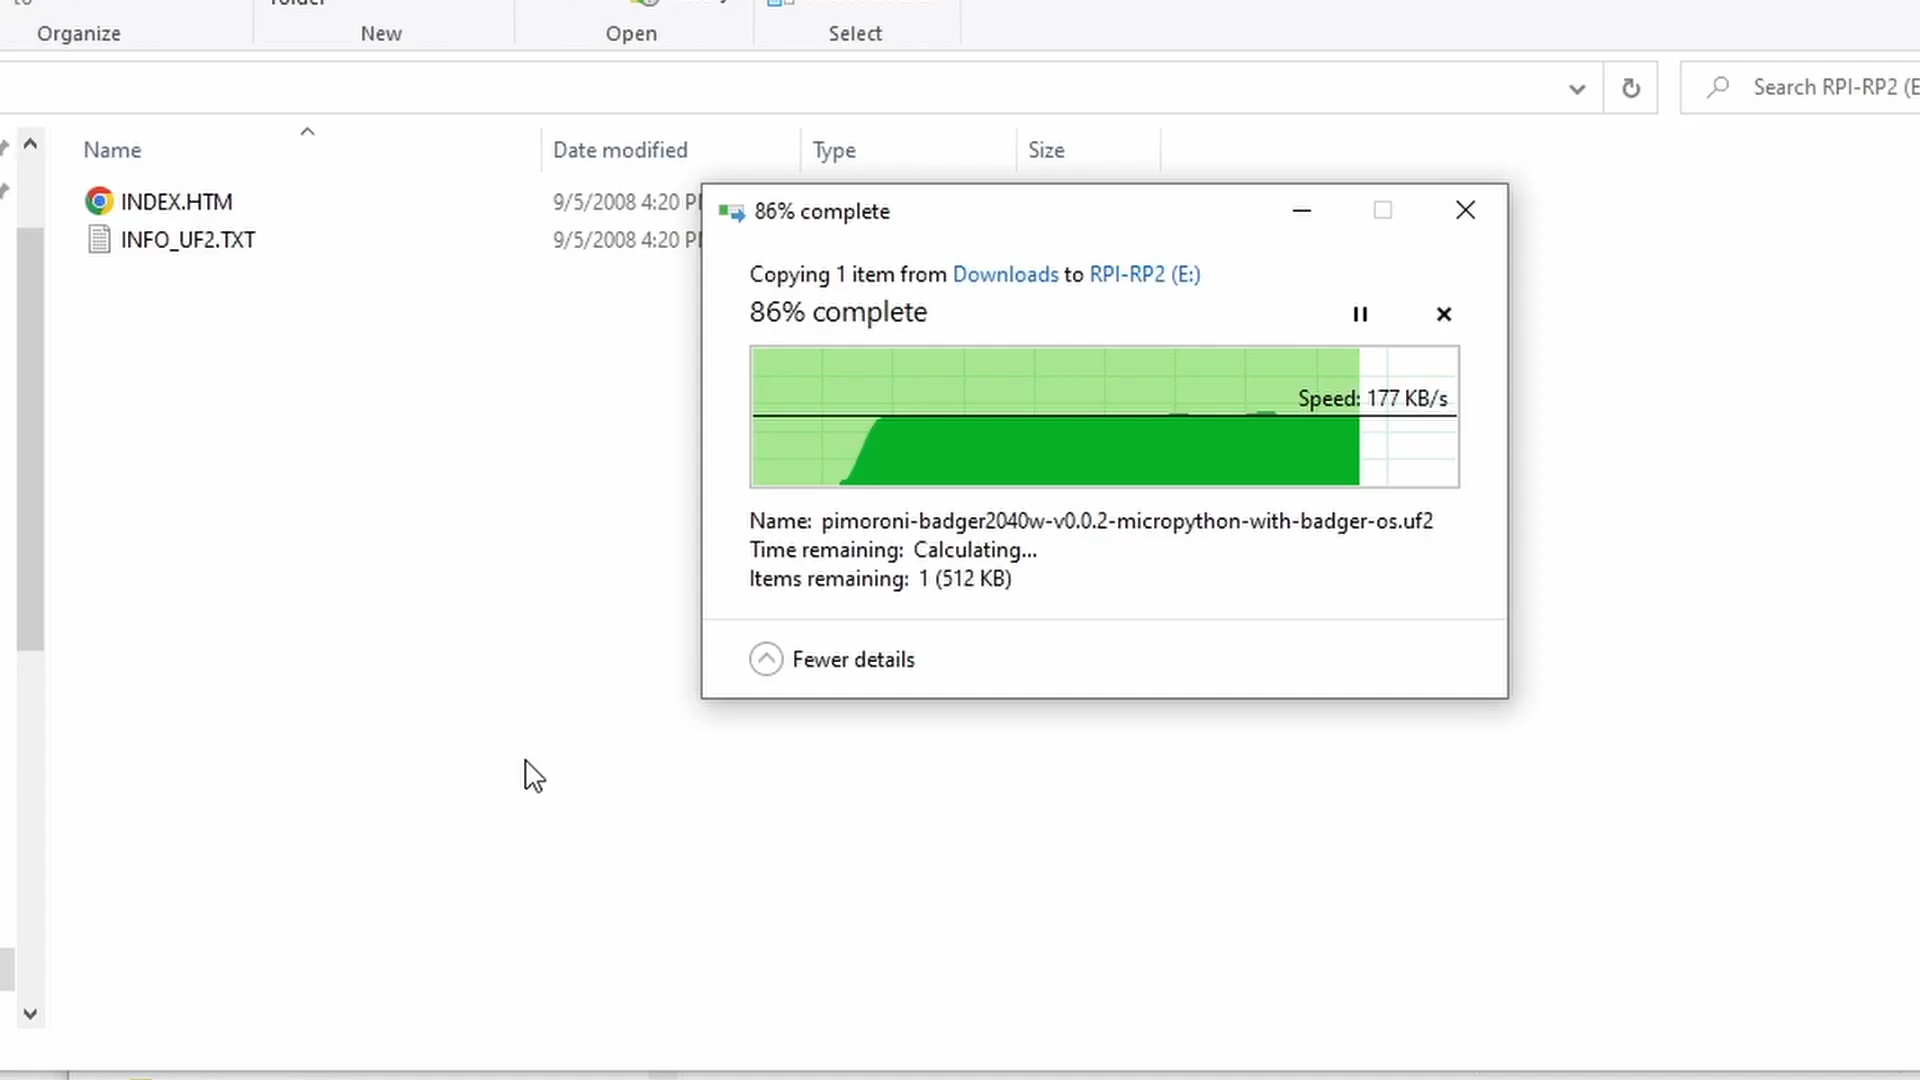 Organize
New
Open
Select
Search RPI-RP2 (E
Name
Date modified
Type
Size
INDEX.HTM
9/5/2008 4:20 PM
INFO_UF2.TXT
9/5/2008 4:20 PM
86% complete
Copying 1 item from Downloads to RPI-RP2 (E:)
86% complete
Speed: 177 KB/s
Name: pimoroni-badger2040w-v0.0.2-micropython-with-badger-os.uf2
Time remaining: Calculating...
Items remaining: 1 (512 KB)
Fewer details